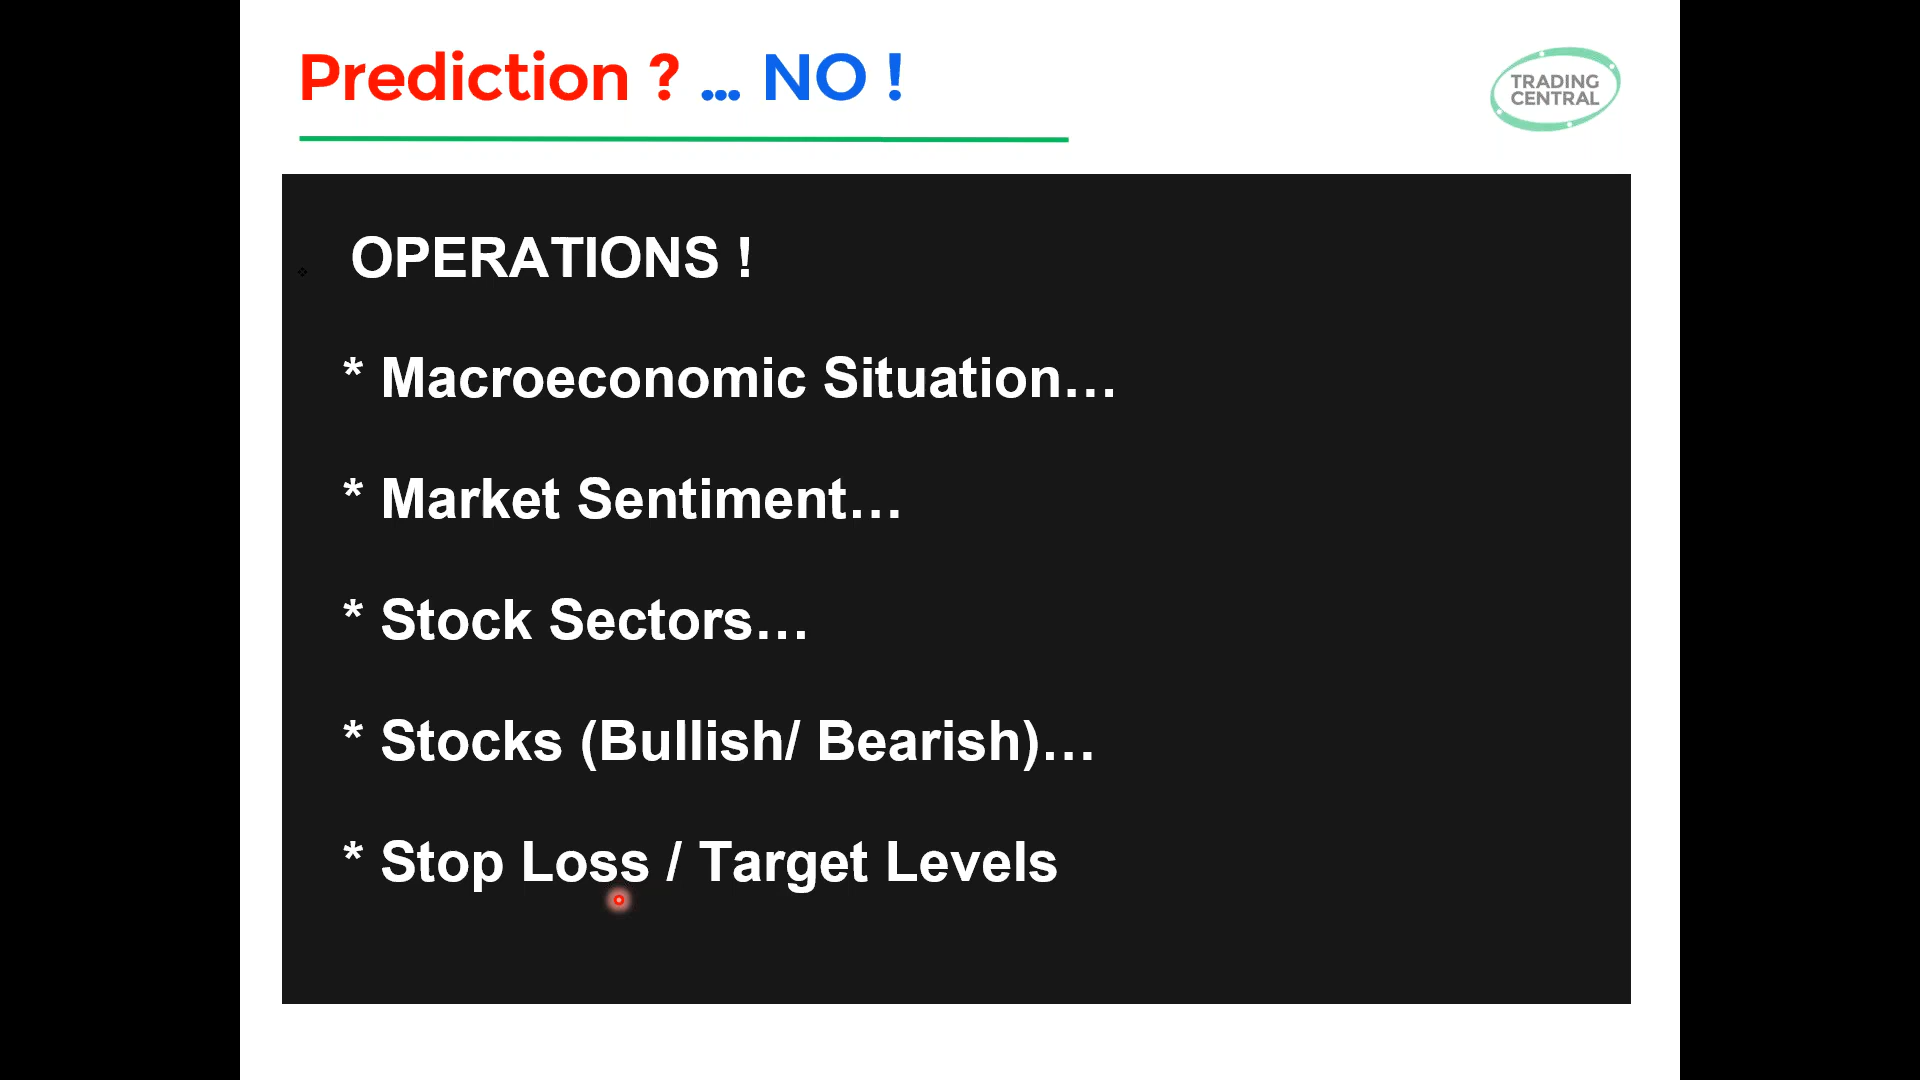 Prediction ? ... NO !
TRADING
CENTRAL
OPERATIONS !
* Macroeconomic Situation…
* Market Sentiment…
* Stock Sectors…
* Stocks (Bullish/ Bearish)…
* Stop Loss / Target Levels